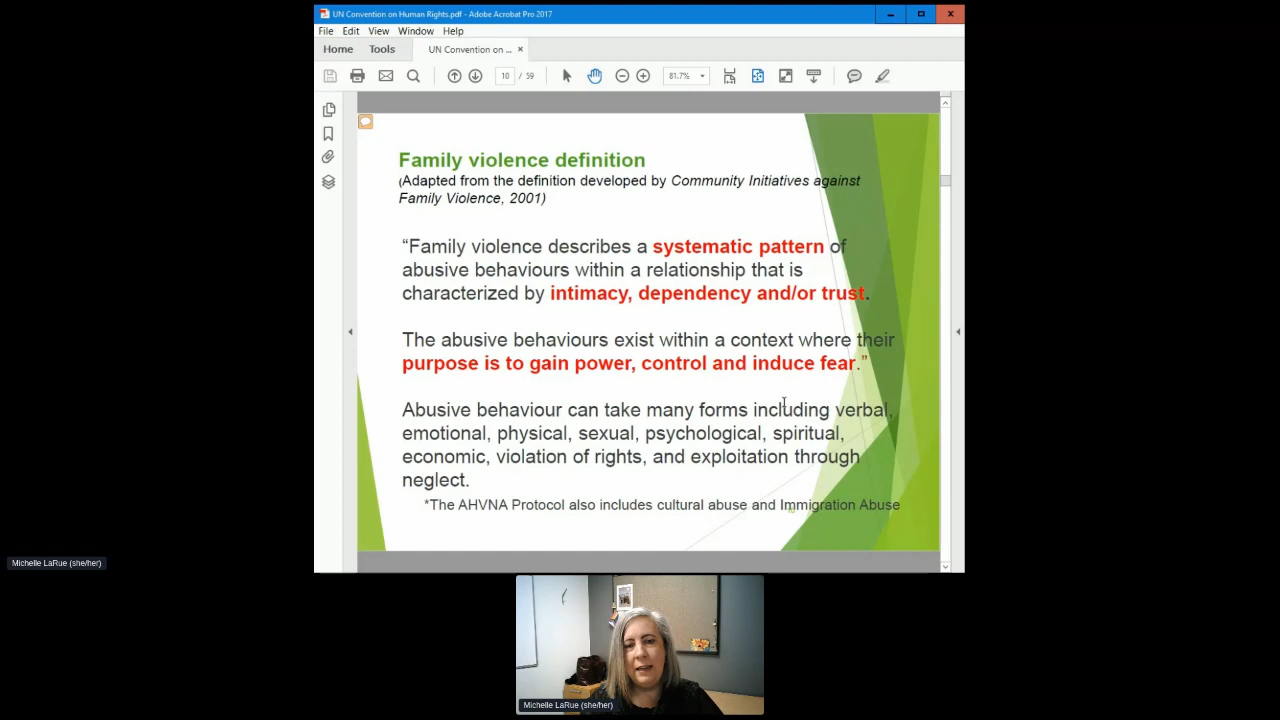 UN Convention on Human Rights.pdf - Adobe Acrobat Pro 2017
File Edit View Window Help
Home Tools UN Convention on ... ×
10 / 59 81.7%
Family violence definition
(Adapted from the definition developed by Community Initiatives against
Family Violence, 2001)
“Family violence describes a systematic pattern of
abusive behaviours within a relationship that is
characterized by intimacy, dependency and/or trust.
The abusive behaviours exist within a context where their
purpose is to gain power, control and induce fear.”
Abusive behaviour can take many forms including verbal,
emotional, physical, sexual, psychological, spiritual,
economic, violation of rights, and exploitation through
neglect.
*The AHVNA Protocol also includes cultural abuse and Immigration Abuse
Michelle LaRue (she/her)
Michelle LaRue (she/her)